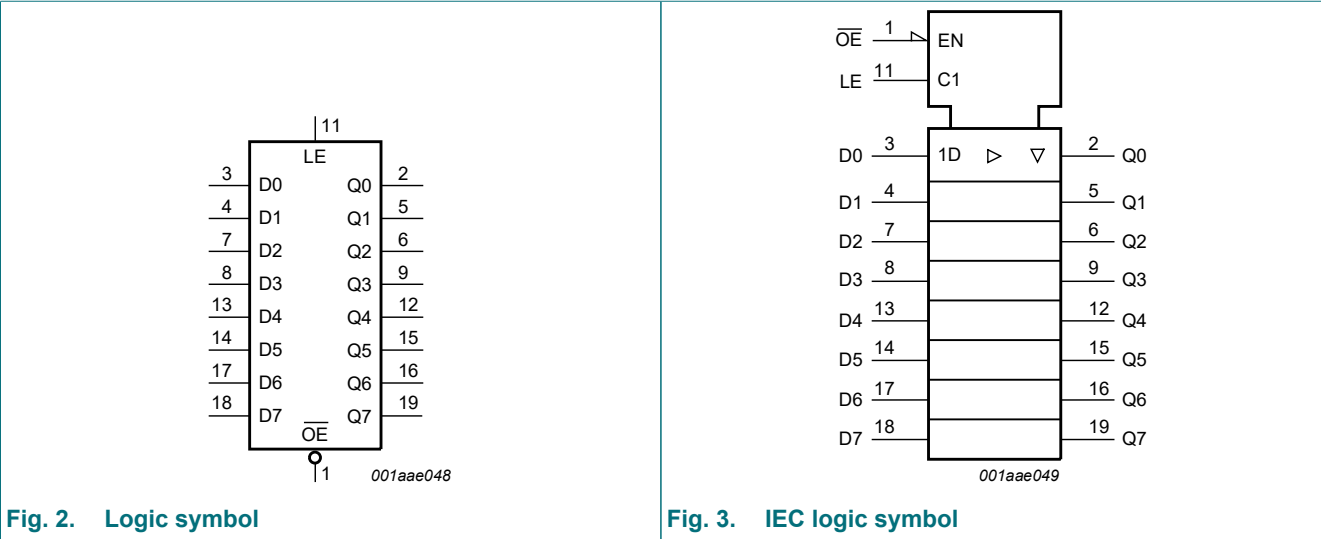 11
LE
3 D0 Q0 2
4 D1 Q1 5
7 D2 Q2 6
8 D3 Q3 9
13 D4 Q4 12
14 D5 Q5 15
17 D6 Q6 16
18 D7 Q7 19
O̅E̅
1
001aae048
Fig. 2. Logic symbol
O̅E̅ 1 EN
LE 11 C1
D0 3 1D 2 Q0
D1 4 5 Q1
D2 7 6 Q2
D3 8 9 Q3
D4 13 12 Q4
D5 14 15 Q5
D6 17 16 Q6
D7 18 19 Q7
001aae049
Fig. 3. IEC logic symbol